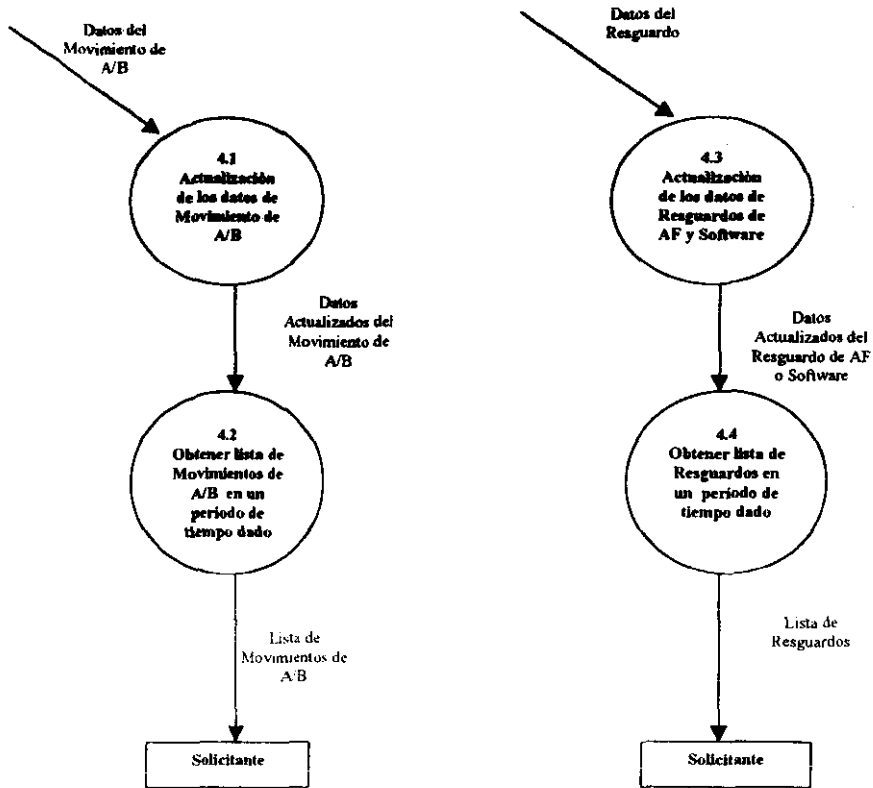 Datos del
Movimiento de
A/B
4.1
Actualización
de los datos de
Movimiento de
A/B
Datos
Actualizados del
Movimiento de
A/B
4.2
Obtener lista de
Movimientos de
A/B en un
período de
tiempo dado
Lista de
Movimientos de
A/B
Solicitante
Datos del
Resguardo
4.3
Actualización
de los datos de
Resguardos de
AF y Software
Datos
Actualizados del
Resguardo de AF
o Software
4.4
Obtener lista de
Resguardos en
un período de
tiempo dado
Lista de
Resguardos
Solicitante